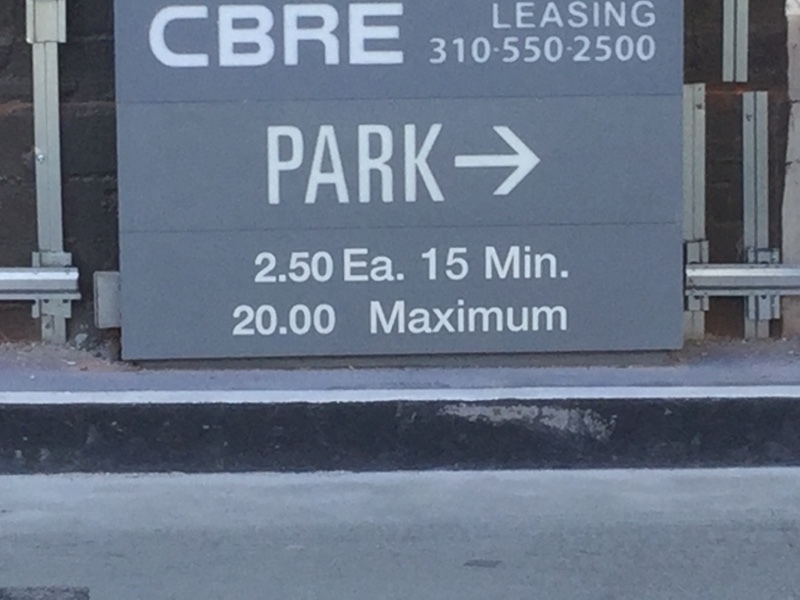 CBRE LEASING
310-550-2500
PARK→
2.50 Ea. 15 Min.
20.00 Maximum